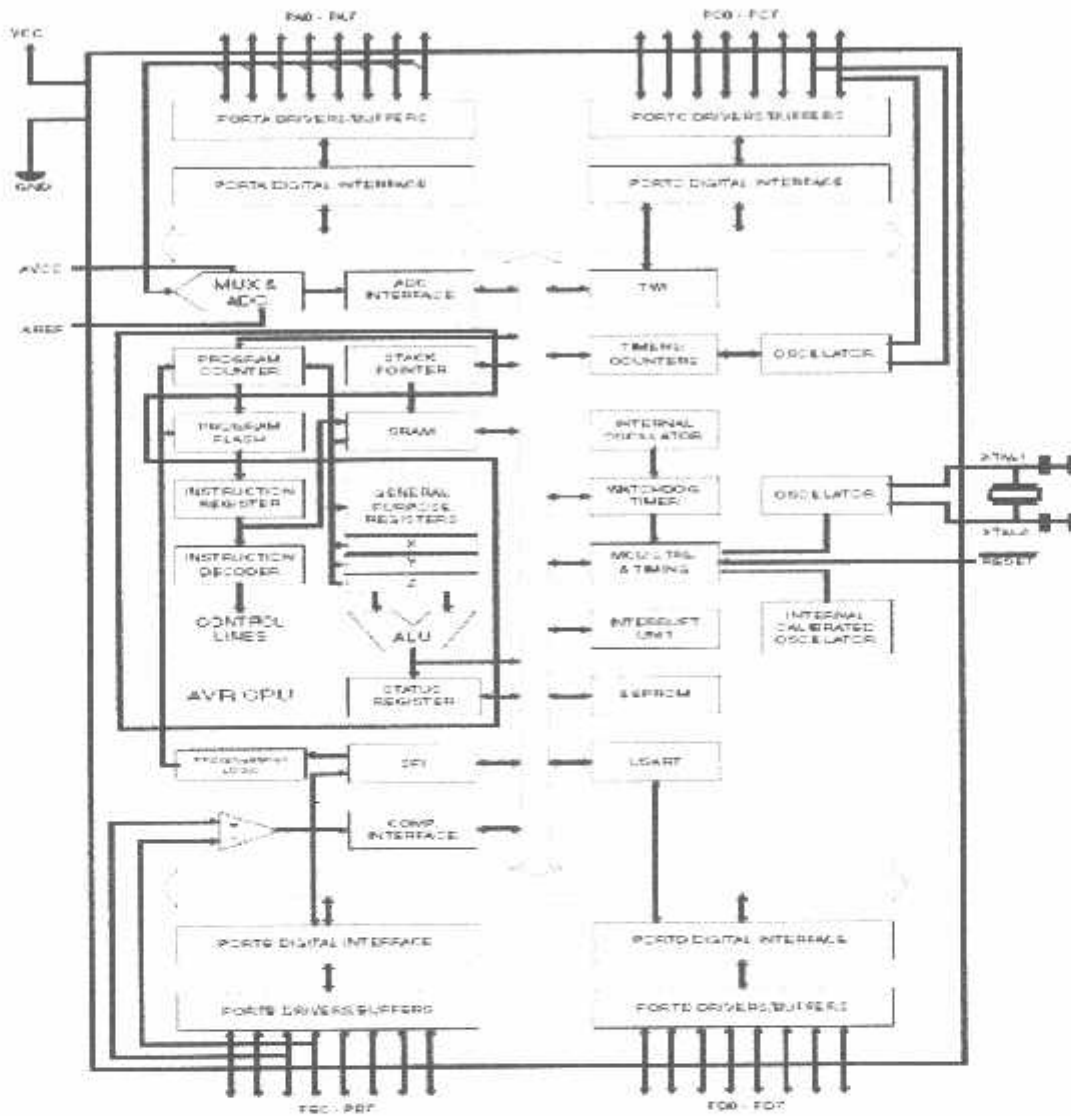 PA0 - PA7
PC0 - PC7
VCC
GND
PORTA DRIVERS/BUFFERS
PORTC DRIVERS/BUFFERS
PORTA DIGITAL INTERFACE
PORTC DIGITAL INTERFACE
AVCC
AREF
MUX &
ADC
ADC
INTERFACE
TWI
PROGRAM
COUNTER
STACK
POINTER
TIMERS/
COUNTERS
OSCILLATOR
PROGRAM
FLASH
SRAM
INTERNAL
OSCILLATOR
XTAL1
INSTRUCTION
REGISTER
GENERAL
PURPOSE
REGISTERS
WATCHDOG
TIMER
OSCILLATOR
XTAL2
X
Y
Z
INSTRUCTION
DECODER
MCU CTRL.
& TIMING
RESET
CONTROL
LINES
ALU
INTERRUPT
UNIT
INTERNAL
CALIBRATED
OSCILLATOR
AVR CPU
STATUS
REGISTER
EEPROM
PROGRAMMING
LOGIC
SPI
USART
+
-
COMP.
INTERFACE
PORTB DIGITAL INTERFACE
PORTD DIGITAL INTERFACE
PORTB DRIVERS/BUFFERS
PORTD DRIVERS/BUFFERS
PB0 - PB7
PD0 - PD7